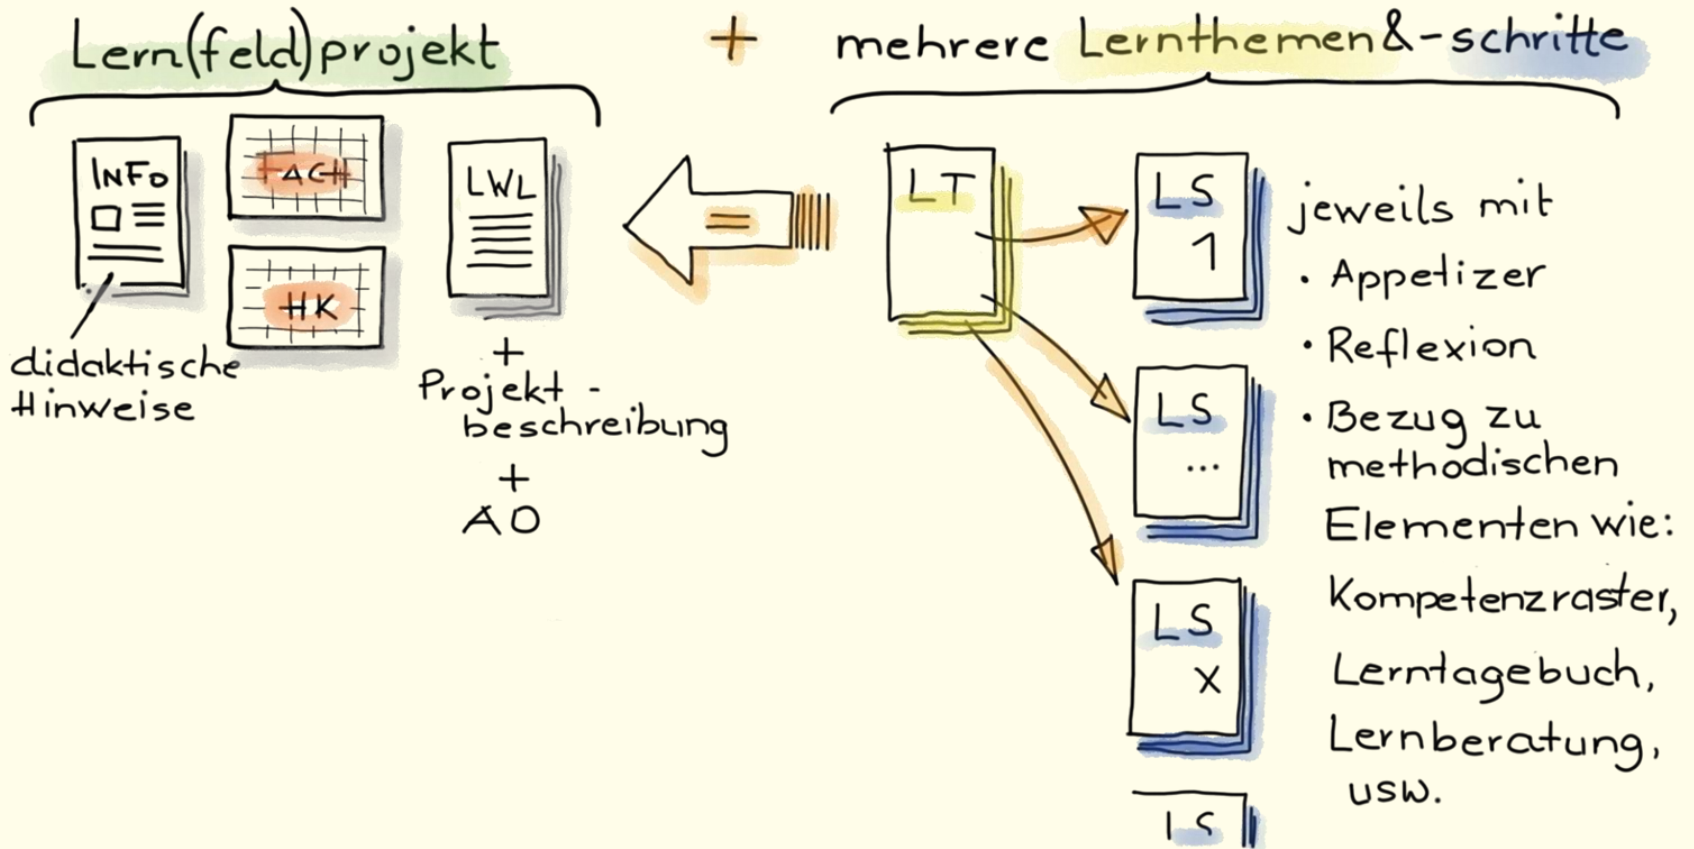 Lern(feld)projekt + mehrere Lernthemen&-schritte
INFO
FACH
HK
LWL
didaktische
Hinweise
+
Projekt-
beschreibung
+
AO
=
LT
LS
1
LS
...
LS
X
LS
jeweils mit
• Appetizer
• Reflexion
• Bezug zu
methodischen
Elementen wie:
Kompetenzraster,
Lerntagebuch,
Lernberatung,
usw.